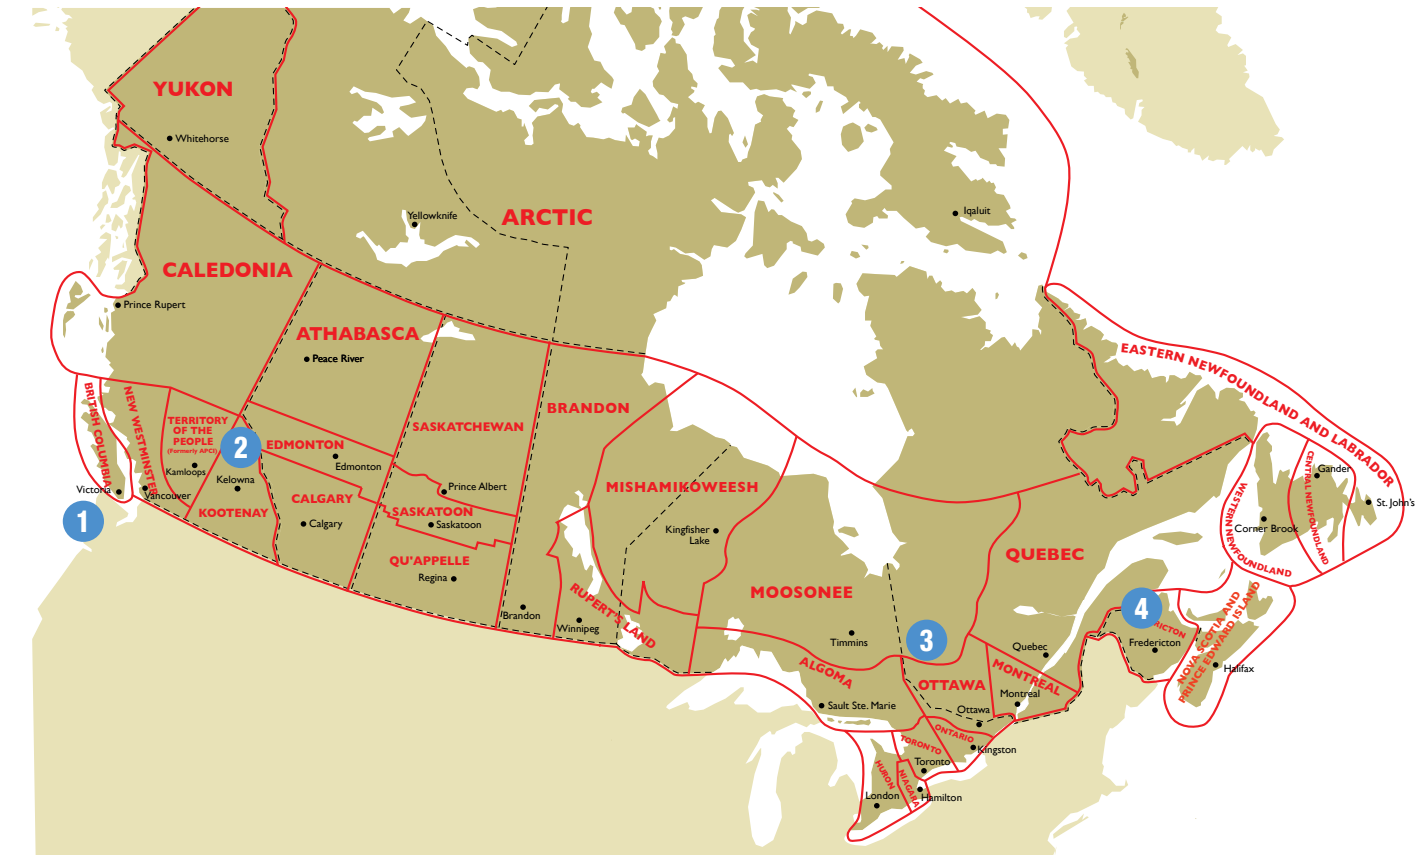 YUKON
Whitehorse
ARCTIC
Yellowknife
Iqaluit
CALEDONIA
Prince Rupert
ATHABASCA
Peace River
EASTERN NEWFOUNDLAND AND LABRADOR
BRITISH COLUMBIA
NEW WESTMINSTER
TERRITORY
OF THE
PEOPLE
(Formerly APCI)
Kamloops
2
EDMONTON
Edmonton
SASKATCHEWAN
BRANDON
Kelowna
Victoria
Vancouver
KOOTENAY
CALGARY
Calgary
Prince Albert
SASKATOON
Saskatoon
MISHAMIKOWEESH
Kingfisher
Lake
1
QU'APPELLE
Regina
Brandon
Winnipeg
RUPERT'S LAND
MOOSONEE
Timmins
QUEBEC
Quebec
WESTERN NEWFOUNDLAND
CENTRAL NEWFOUNDLAND
Gander
St. John's
Corner Brook
3
4
RICTON
Fredericton
NOVA SCOTIA AND
PRINCE EDWARD ISLAND
Halifax
ALGOMA
Sault Ste. Marie
OTTAWA
Ottawa
MONTREAL
Montreal
ONTARIO
Kingston
TORONTO
Toronto
HURON
NIAGARA
London
Hamilton